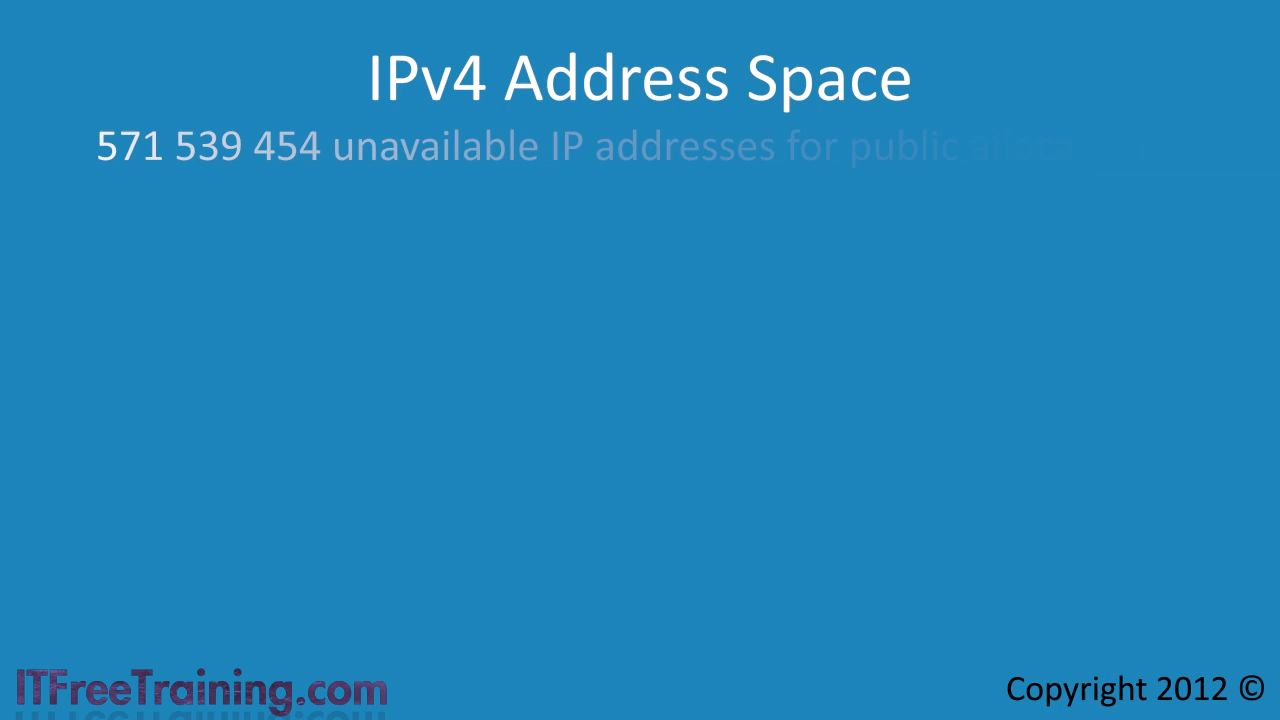 IPv4 Address Space
571 539 454 unavailable IP addresses for public
ITFreeTraining.com
Copyright 2012 ©